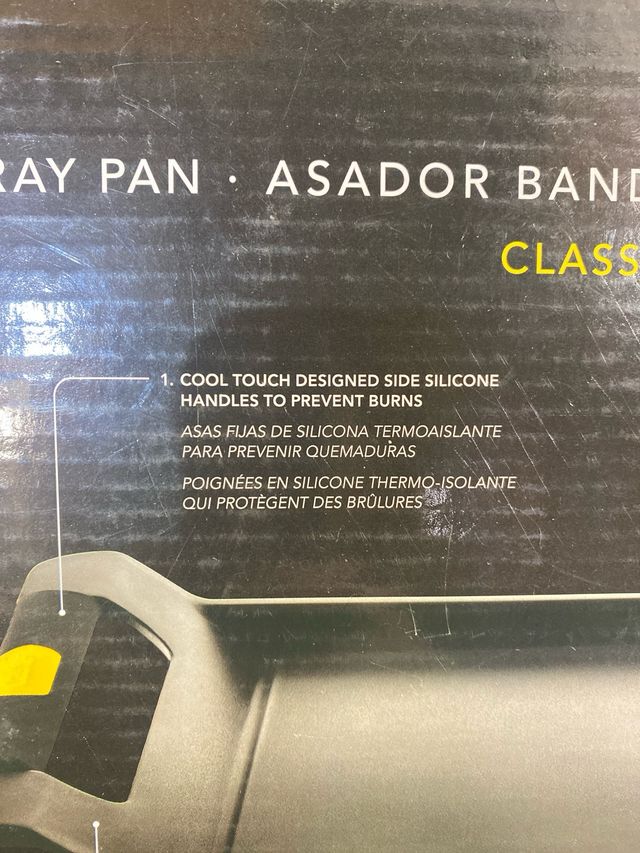 RAY PAN · ASADOR BAND
CLASS
1. COOL TOUCH DESIGNED SIDE SILICONE
HANDLES TO PREVENT BURNS
ASAS FIJAS DE SILICONA TERMOAISLANTE
PARA PREVENIR QUEMADURAS
POIGNÉES EN SILICONE THERMO-ISOLANTE
QUI PROTÈGENT DES BRÛLURES